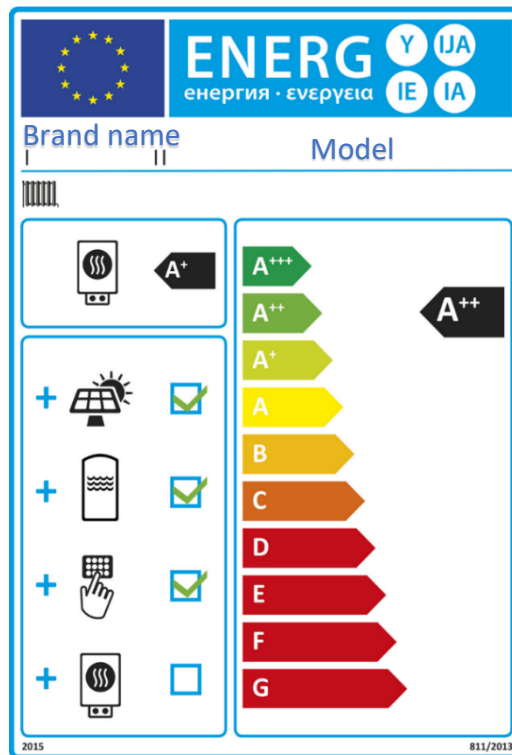 ENERG Y IJA
енергия · ενεργεια IE IA
Brand name Model
A+
A+++
A++
A++
A+
A
B
C
D
E
F
G
2015 811/2013